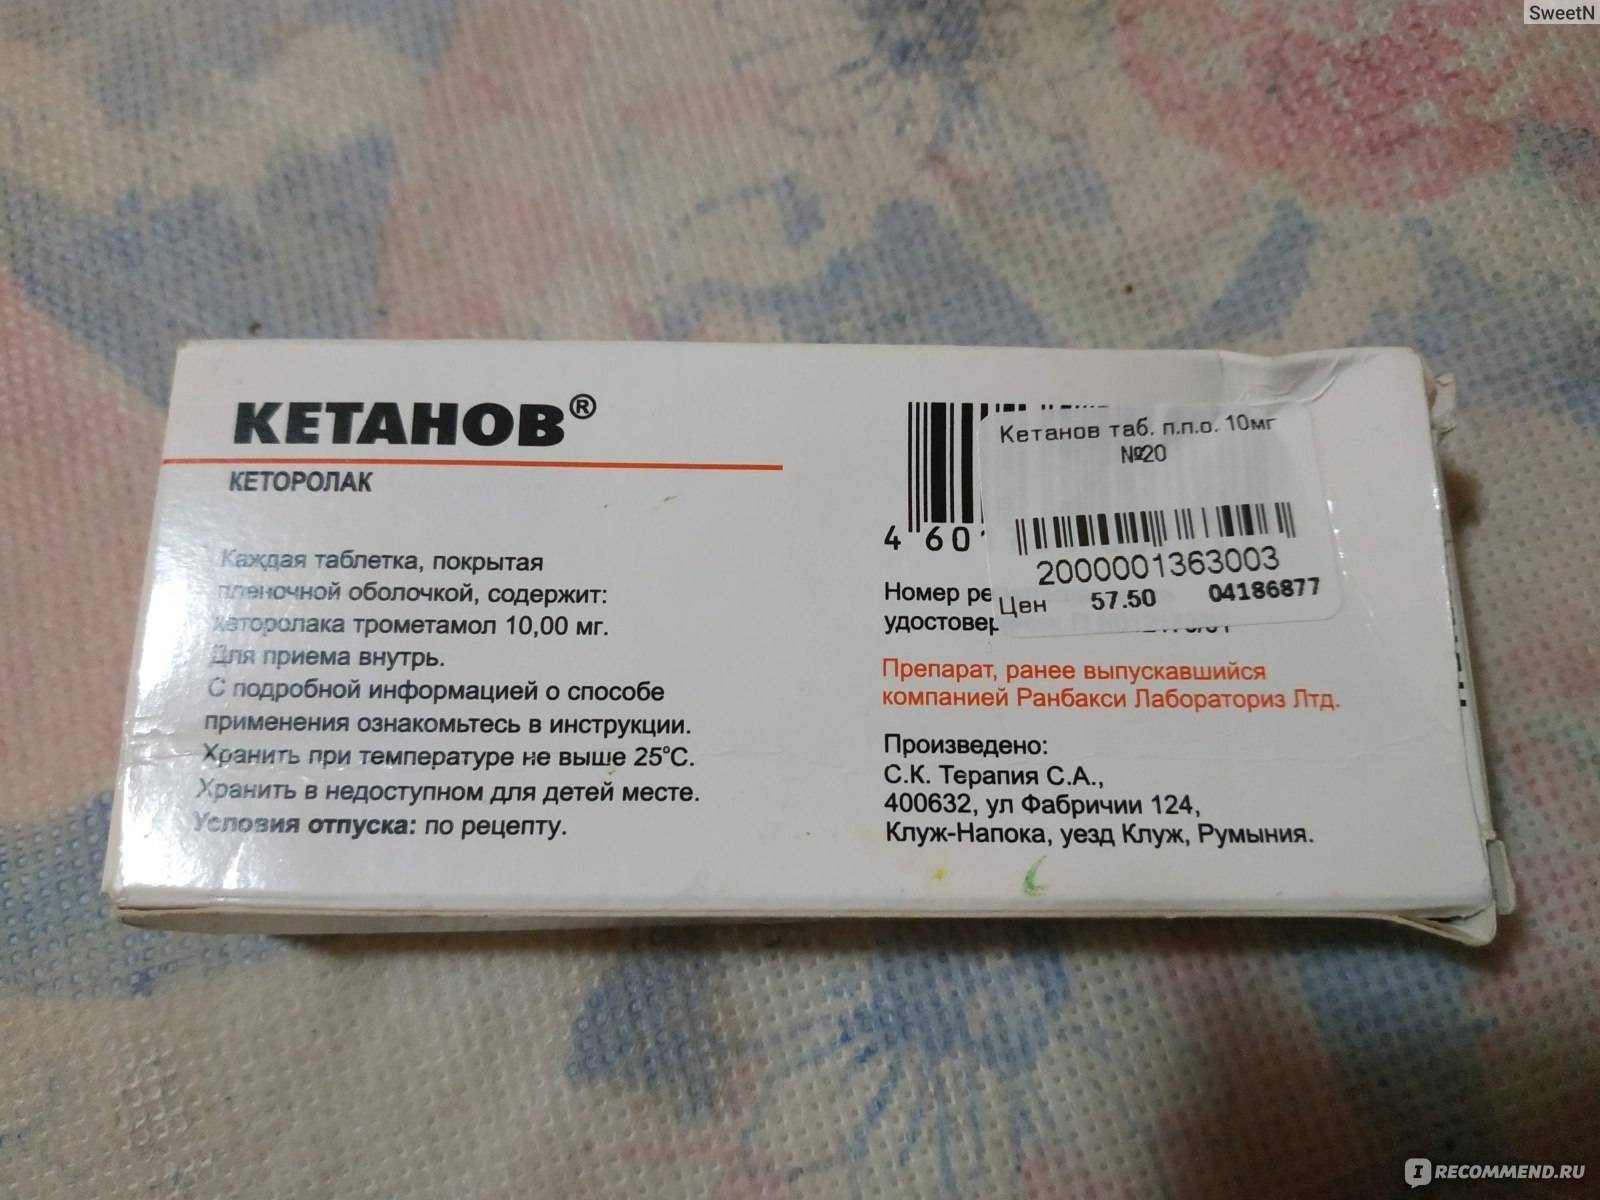 SweetN
КЕТАНОВ®
КЕТОРОЛАК
Каждая таблетка, покрытая
пленочной оболочкой, содержит:
кеторолака трометамол 10,00 мг.
Для приема внутрь.
С подробной информацией о способе
применения ознакомьтесь в инструкции.
Хранить при температуре не выше 25°C.
Хранить в недоступном для детей месте.
Условия отпуска: по рецепту.
Кетанов таб. п.п.о. 10мг
№20
2000001363003
Цен 57.50 04186877
4 60
Номер ре
удостовер
Препарат, ранее выпускавшийся
компанией Ранбакси Лабораториз Лтд.
Произведено:
С.К. Терапия С.А.,
400632, ул Фабричии 124,
Клуж-Напока, уезд Клуж, Румыния.
IRECOMMEND.RU